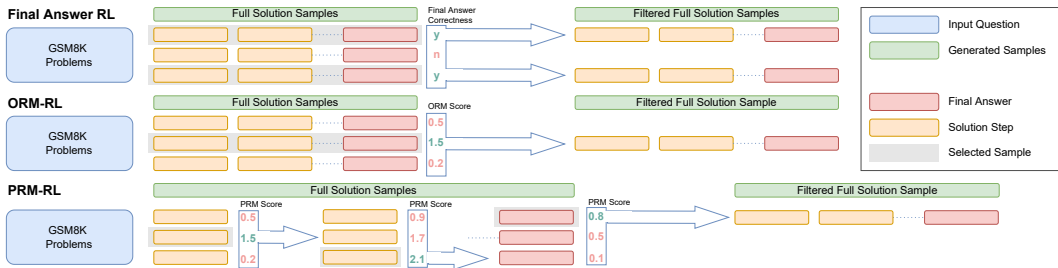 Final Answer RL
Full Solution Samples
Final Answer
Correctness
Filtered Full Solution Samples
GSM8K
Problems
y
n
y
ORM-RL
Full Solution Samples
ORM Score
Filtered Full Solution Sample
GSM8K
Problems
0.5
1.5
0.2
PRM-RL
Full Solution Samples
Filtered Full Solution Sample
GSM8K
Problems
PRM Score
0.5
1.5
0.2
PRM Score
0.9
1.7
2.1
PRM Score
0.8
0.5
0.1
Input Question
Generated Samples
Final Answer
Solution Step
Selected Sample